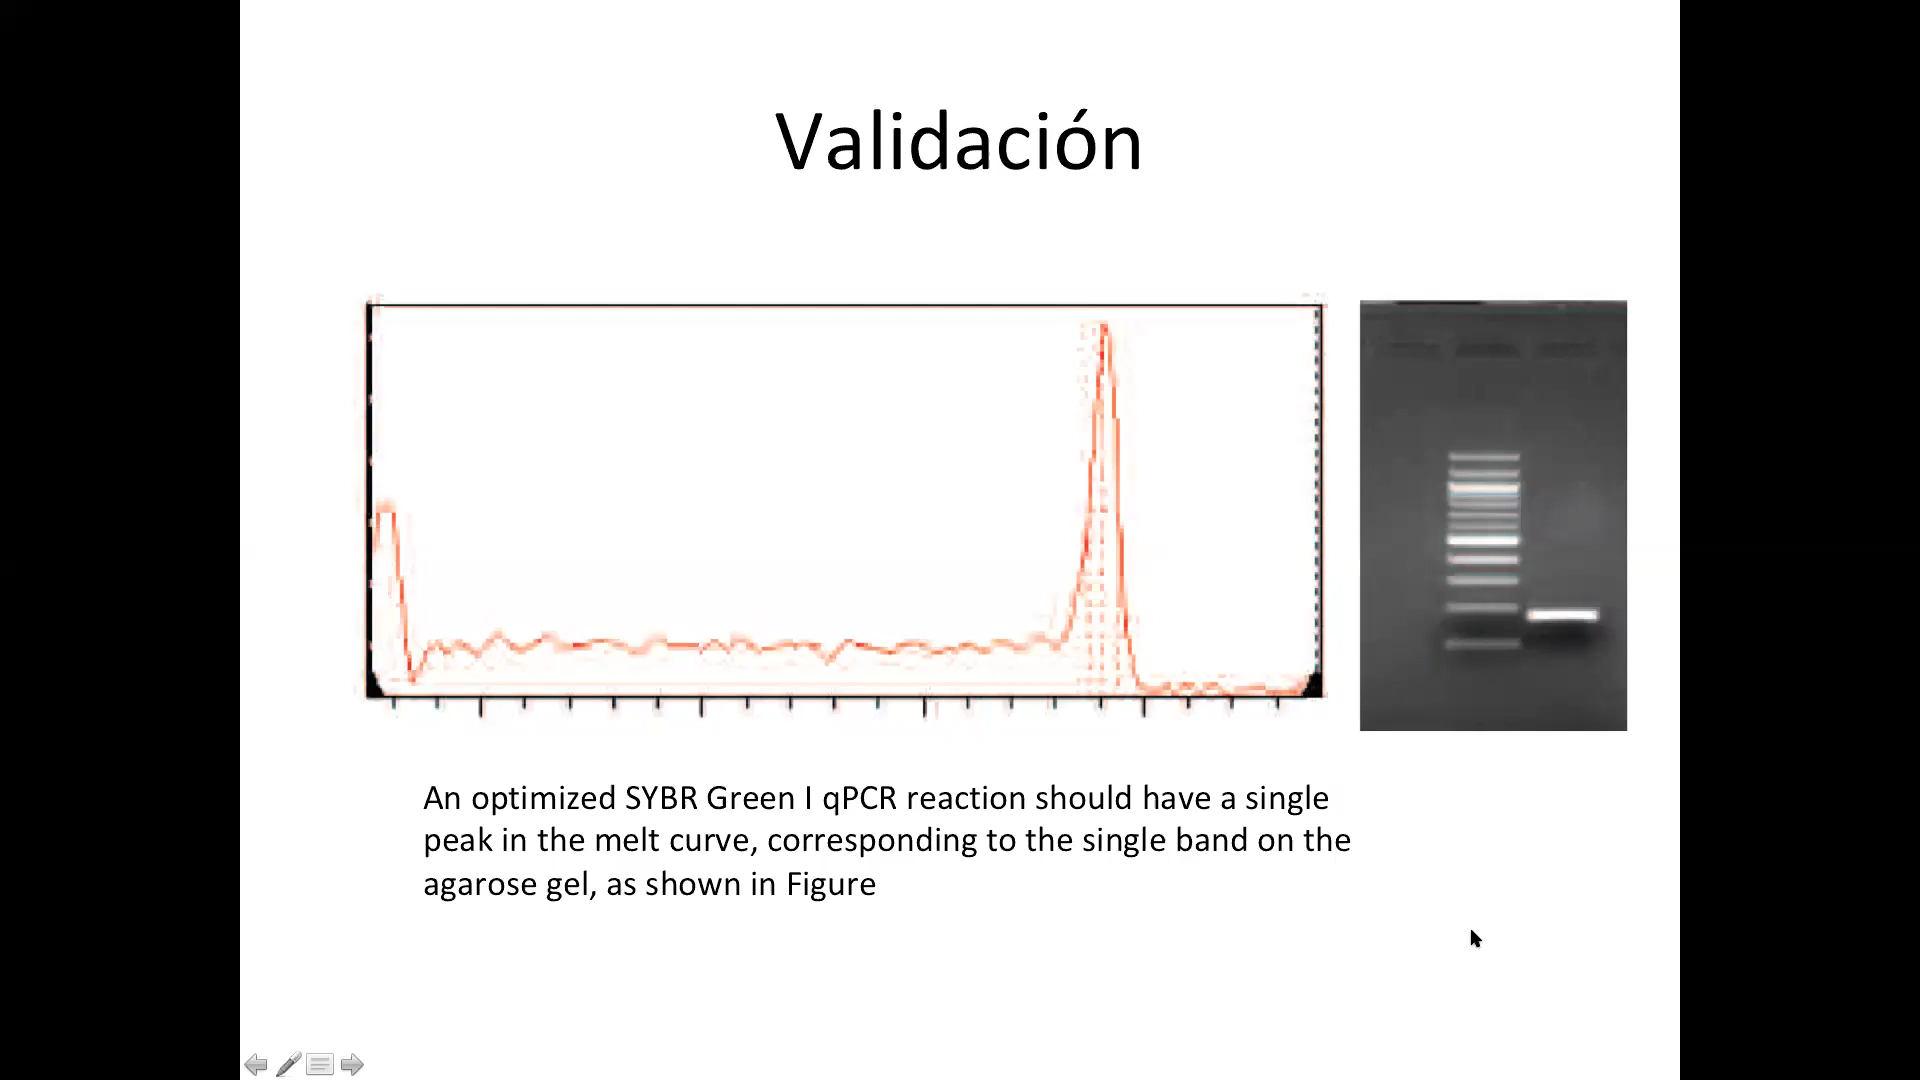 Validación
An optimized SYBR Green I qPCR reaction should have a single
peak in the melt curve, corresponding to the single band on the
agarose gel, as shown in Figure